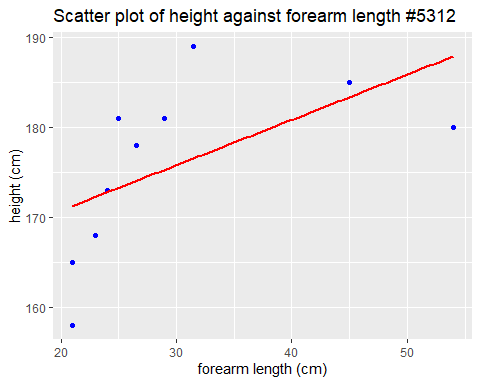 Scatter plot of height against forearm length #5312
190
180
170
160
height (cm)
20 30 40 50
forearm length (cm)